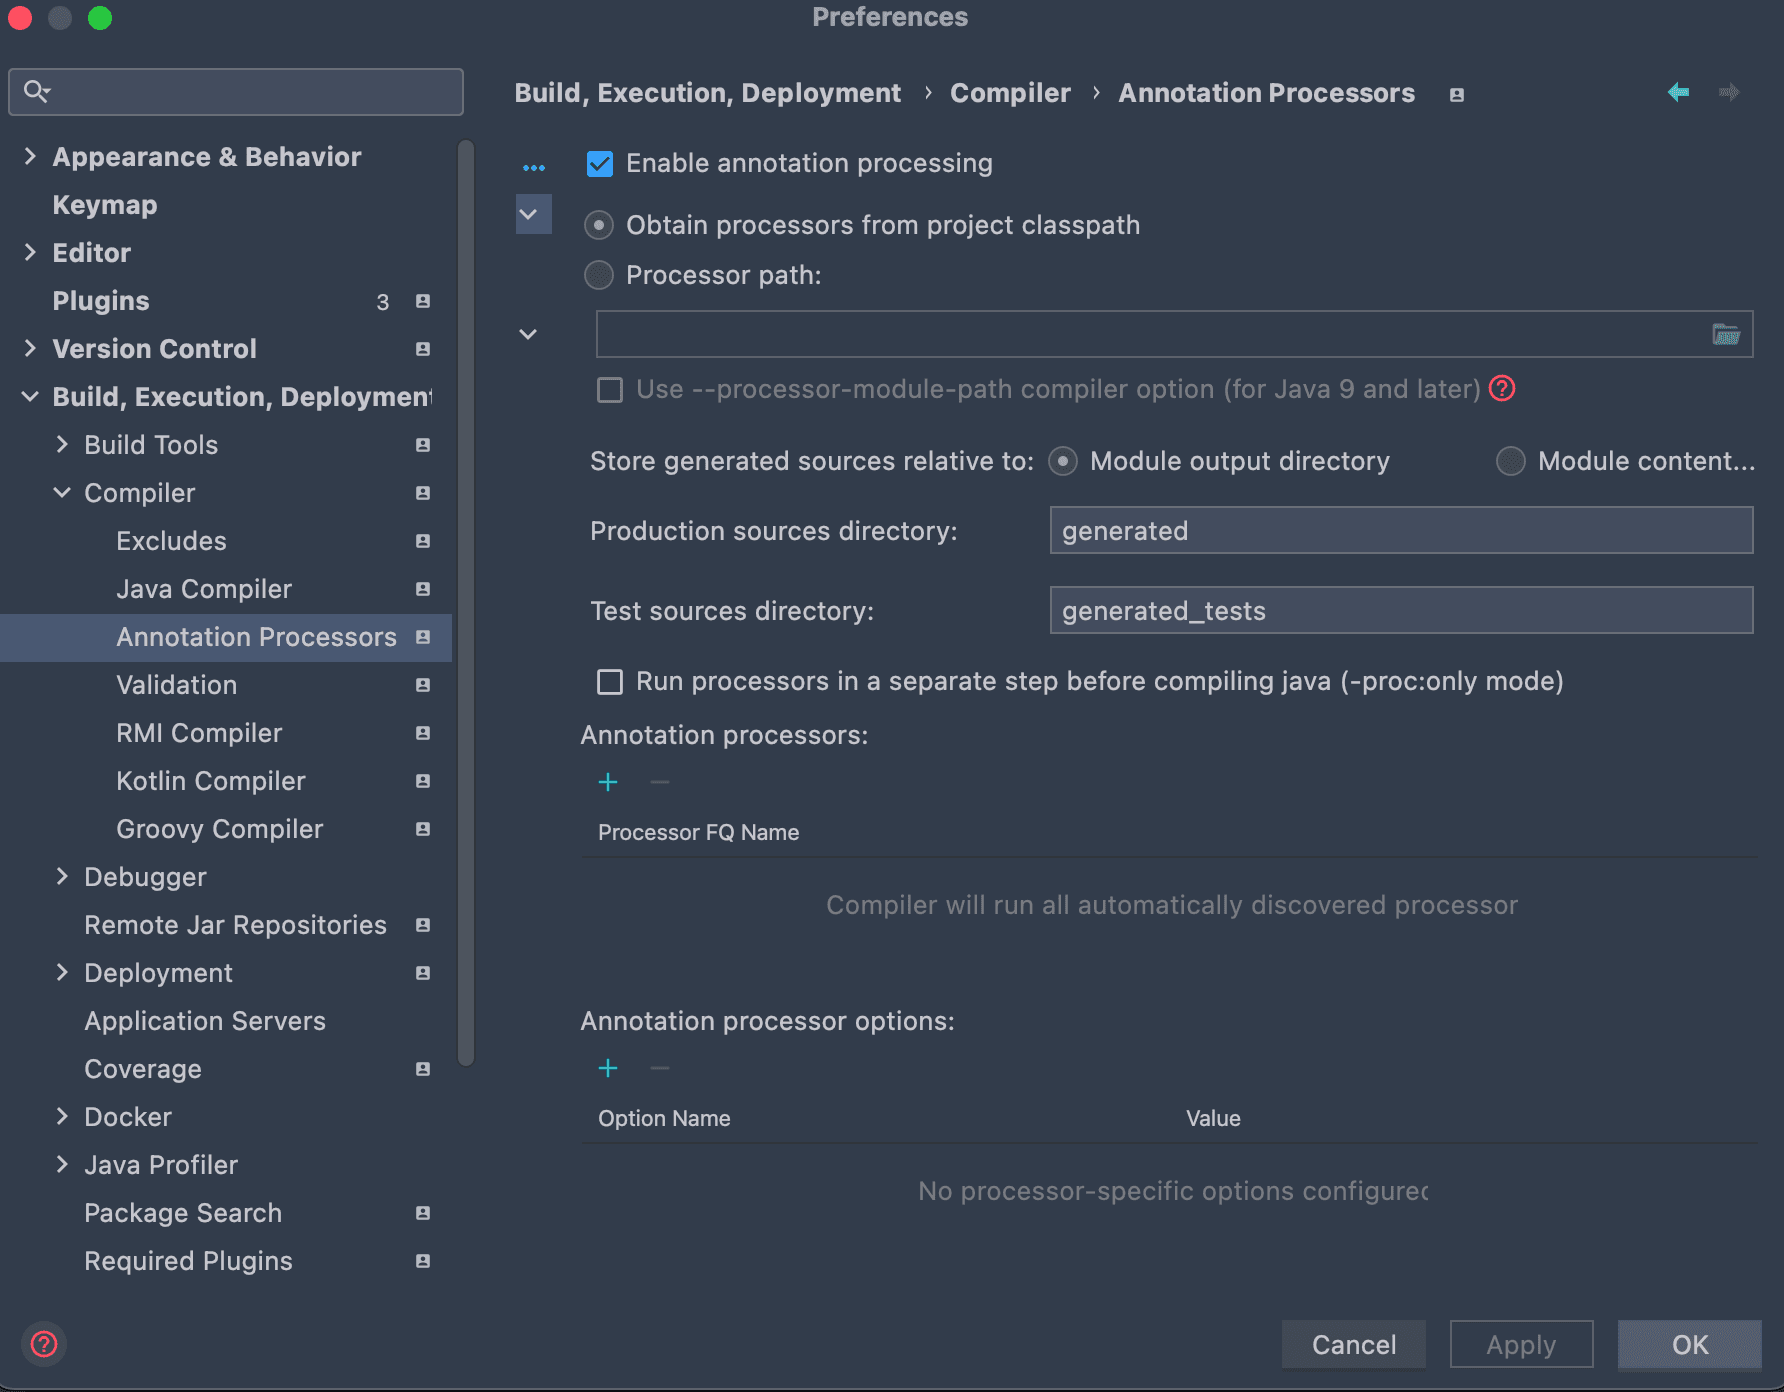 Preferences
Build, Execution, Deployment › Compiler › Annotation Processors
Appearance & Behavior
Keymap
Editor
Plugins 3
Version Control
Build, Execution, Deployment
Build Tools
Compiler
Excludes
Java Compiler
Annotation Processors
Validation
RMI Compiler
Kotlin Compiler
Groovy Compiler
Debugger
Remote Jar Repositories
Deployment
Application Servers
Coverage
Docker
Java Profiler
Package Search
Required Plugins
Enable annotation processing
Obtain processors from project classpath
Processor path:
Use --processor-module-path compiler option (for Java 9 and later)
Store generated sources relative to: Module output directory Module content...
Production sources directory: generated
Test sources directory: generated_tests
Run processors in a separate step before compiling java (-proc:only mode)
Annotation processors:
Processor FQ Name
Compiler will run all automatically discovered processor
Annotation processor options:
Option Name Value
No processor-specific options configured
Cancel Apply OK